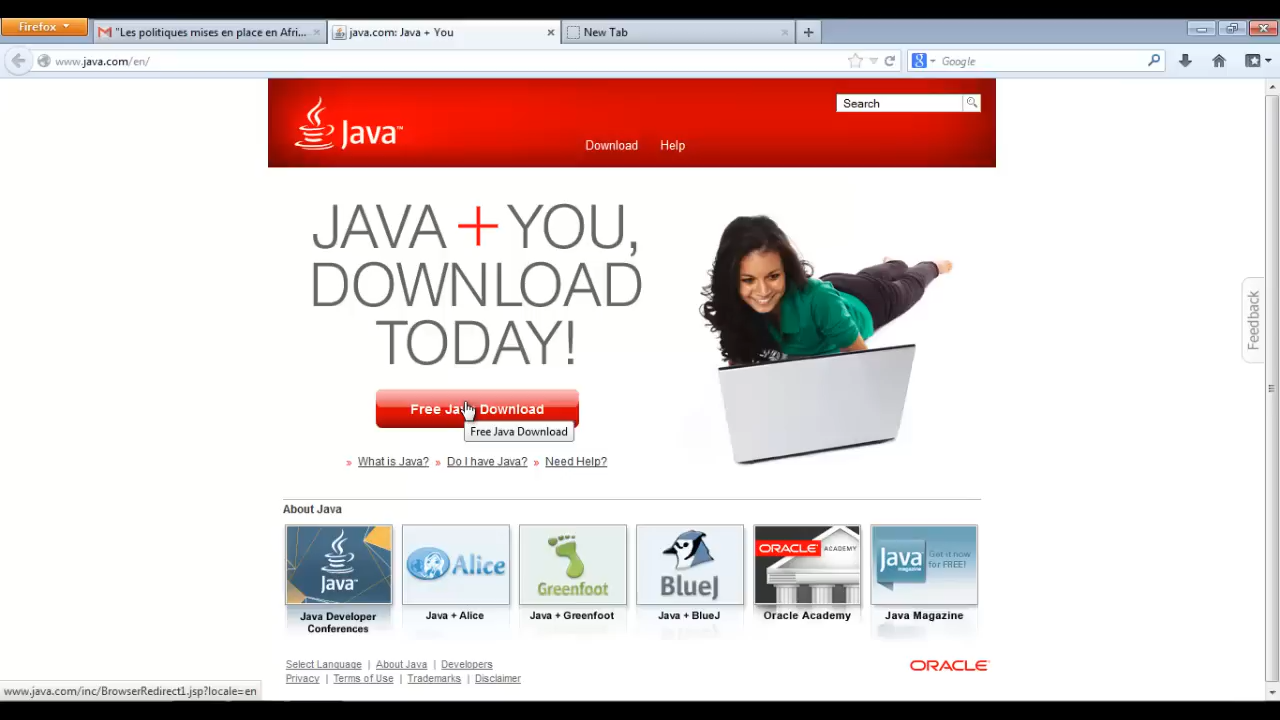 Firefox
"Les politiques mises en place en Afri...
java.com: Java + You
New Tab
www.java.com/en/
Google
Search
Java™
Download Help
JAVA + YOU,
DOWNLOAD
TODAY!
Free Java Download
Free Java Download
» What is Java? » Do I have Java? » Need Help?
Feedback
About Java
Java
Alice
Greenfoot
BlueJ
ORACLE ACADEMY
Java magazine
Got it now
for FREE!
Java Developer
Conferences
Java + Alice
Java + Greenfoot
Java + BlueJ
Oracle Academy
Java Magazine
Select Language | About Java | Developers
Privacy | Terms of Use | Trademarks | Disclaimer
ORACLE
www.java.com/inc/BrowserRedirect1.jsp?locale=en